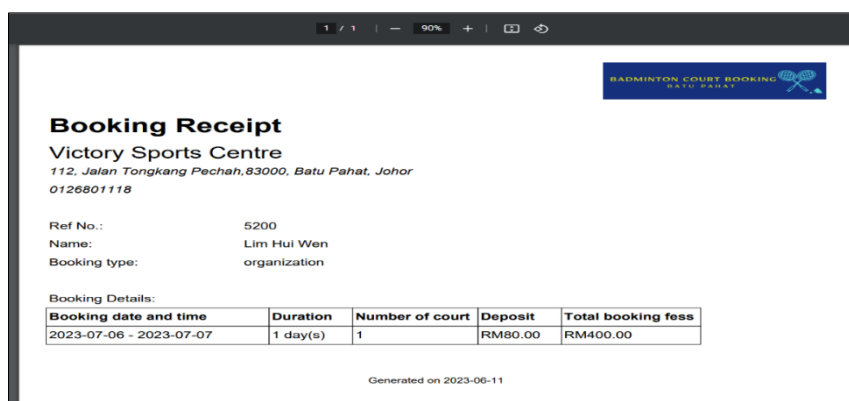 1 / 1 | — 90% + |
BADMINTON COURT BOOKING
BATU PAHAT
Booking Receipt
Victory Sports Centre
112, Jalan Tongkang Pechah,83000, Batu Pahat, Johor
0126801118
Ref No.: 5200
Name: Lim Hui Wen
Booking type: organization
Booking Details:
Booking date and time Duration Number of court Deposit Total booking fess
2023-07-06 - 2023-07-07 1 day(s) 1 RM80.00 RM400.00
Generated on 2023-06-11